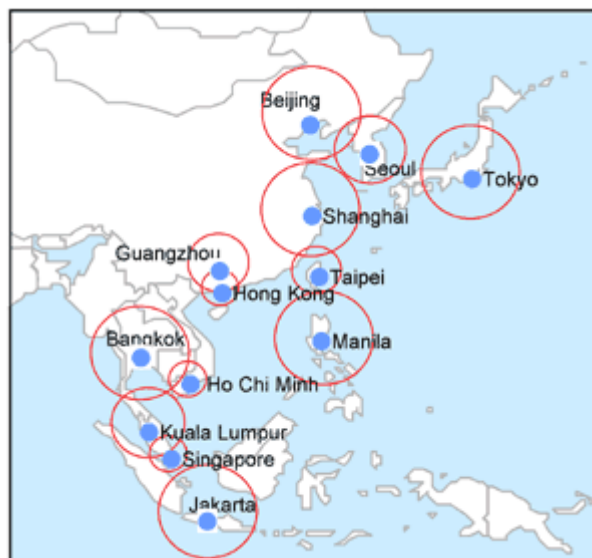 Beijing
Seoul
Tokyo
Shanghai
Guangzhou
Taipei
Hong Kong
Bangkok
Manila
Ho Chi Minh
Kuala Lumpur
Singapore
Jakarta